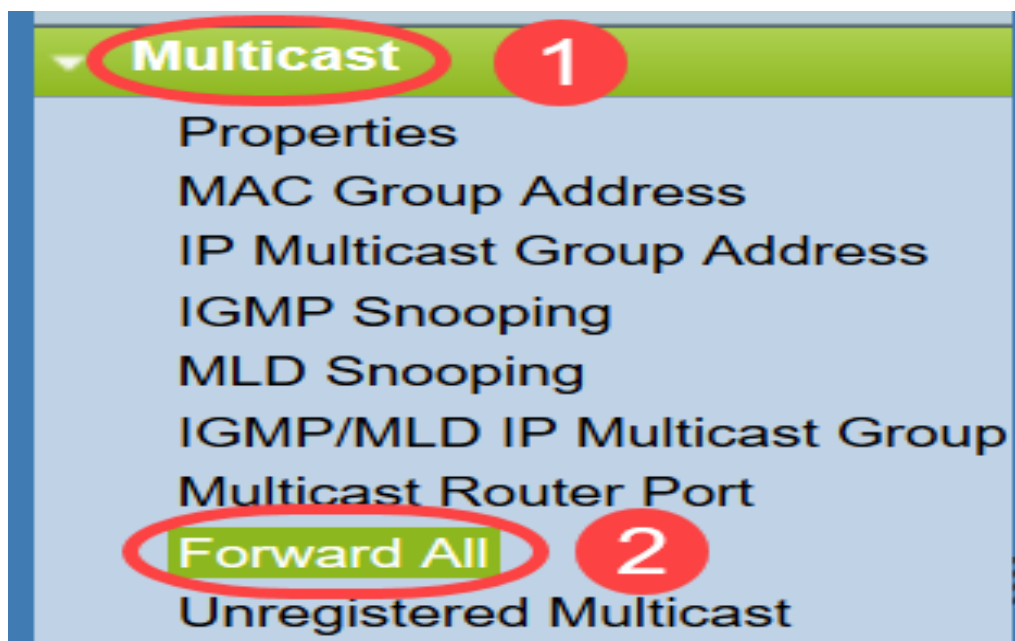 Multicast 1
Properties
MAC Group Address
IP Multicast Group Address
IGMP Snooping
MLD Snooping
IGMP/MLD IP Multicast Group
Multicast Router Port
Forward All 2
Unregistered Multicast